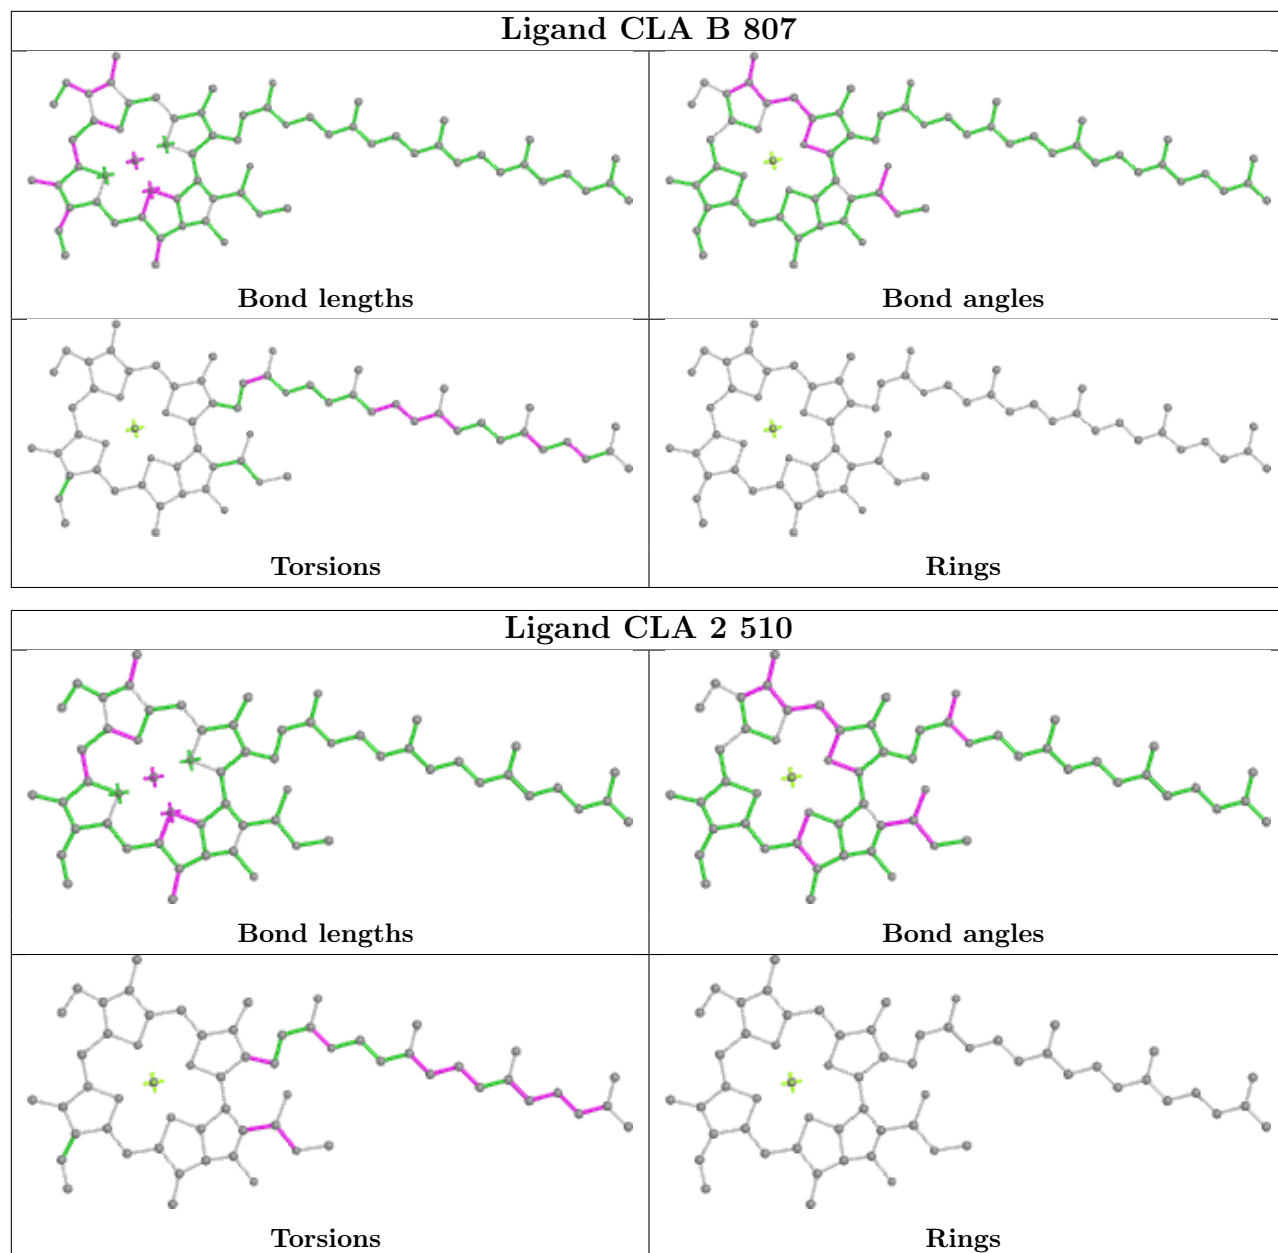 Ligand CLA B 807
Bond lengths
Bond angles
Torsions
Rings
Ligand CLA 2 510
Bond lengths
Bond angles
Torsions
Rings